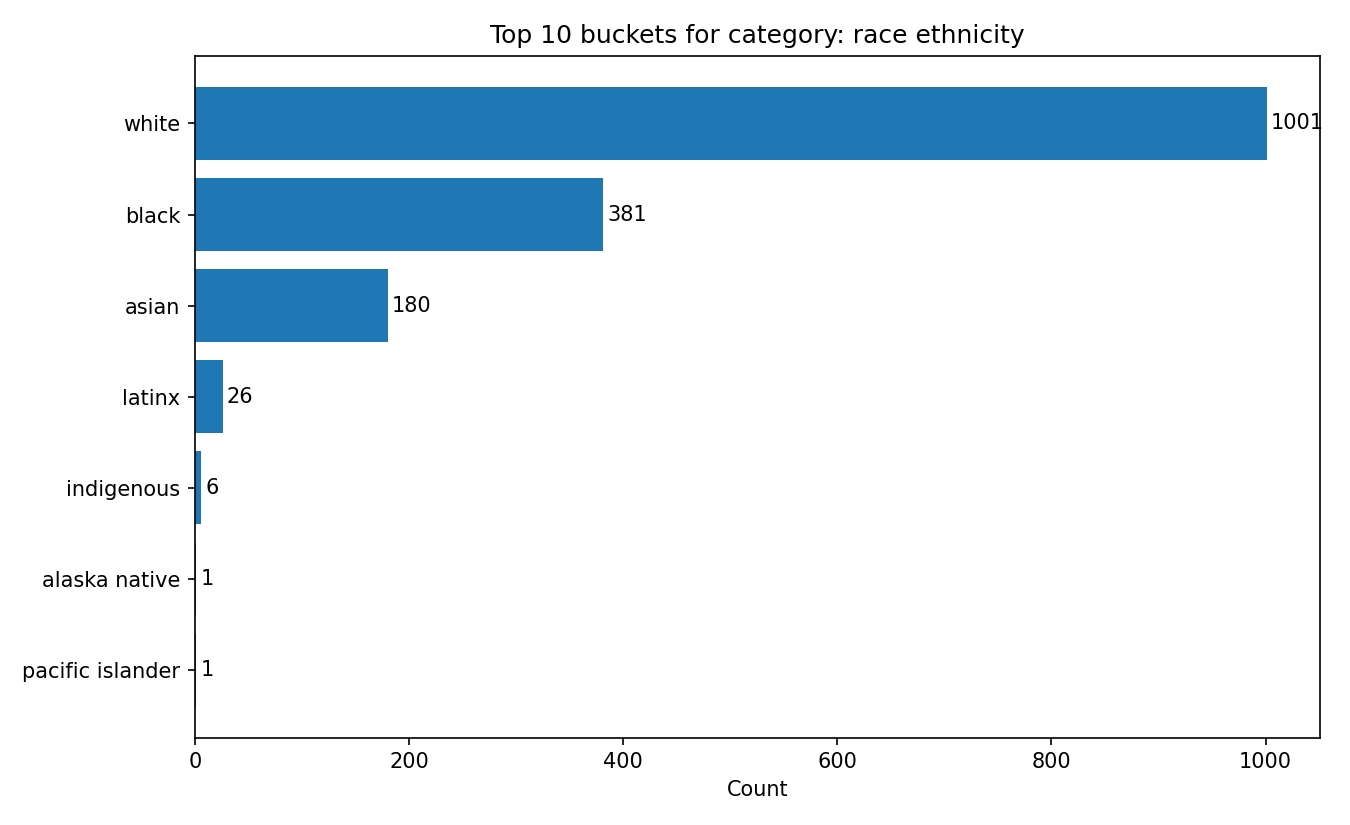 Top 10 buckets for category: race ethnicity
white 1001
black 381
asian 180
latinx 26
indigenous 6
alaska native 1
pacific islander 1
0 200 400 600 800 1000
Count